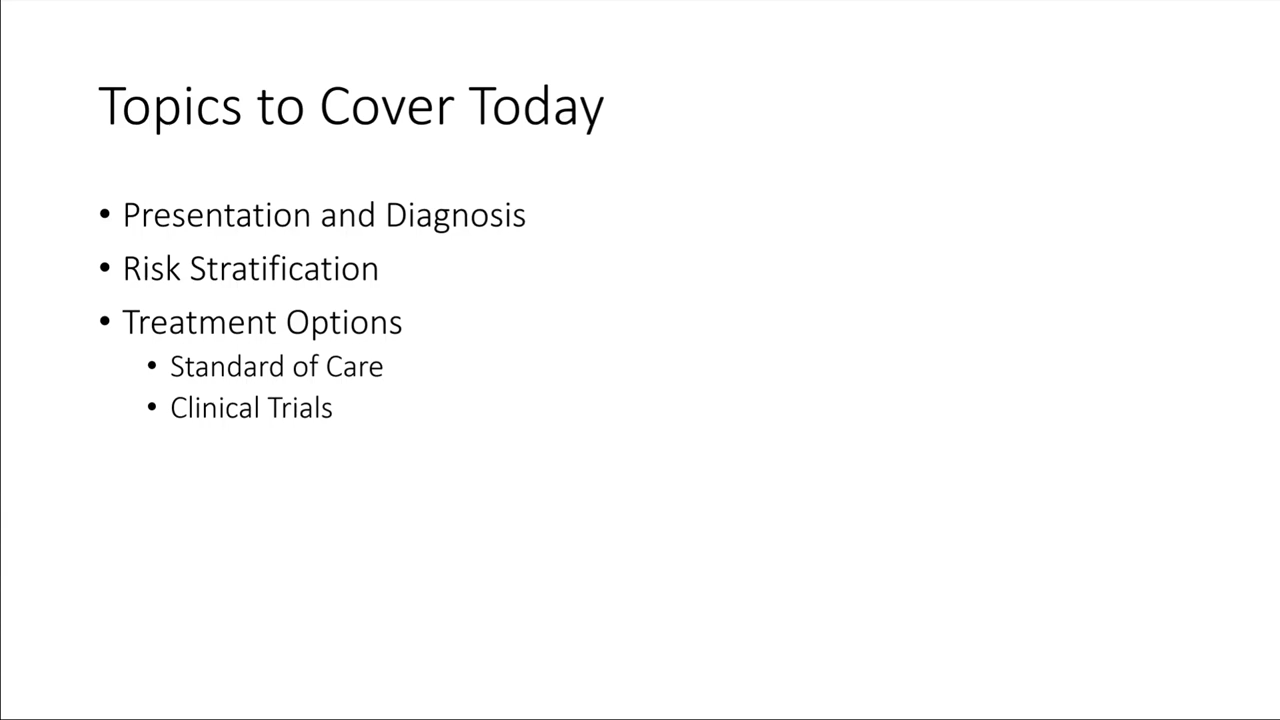 Topics to Cover Today
• Presentation and Diagnosis
• Risk Stratification
• Treatment Options
• Standard of Care
• Clinical Trials